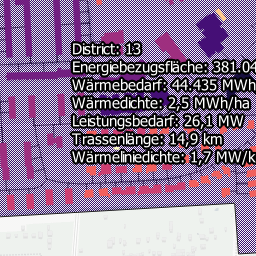 District: 13
Energiebezugsfläche: 381.04
Wärmebedarf: 44.435 MWh
Wärmedichte: 2,5 MWh/ha
Leistungsbedarf: 26,1 MW
Trassenlänge: 14,9 km
Wärmeliniedichte: 1,7 MW/k